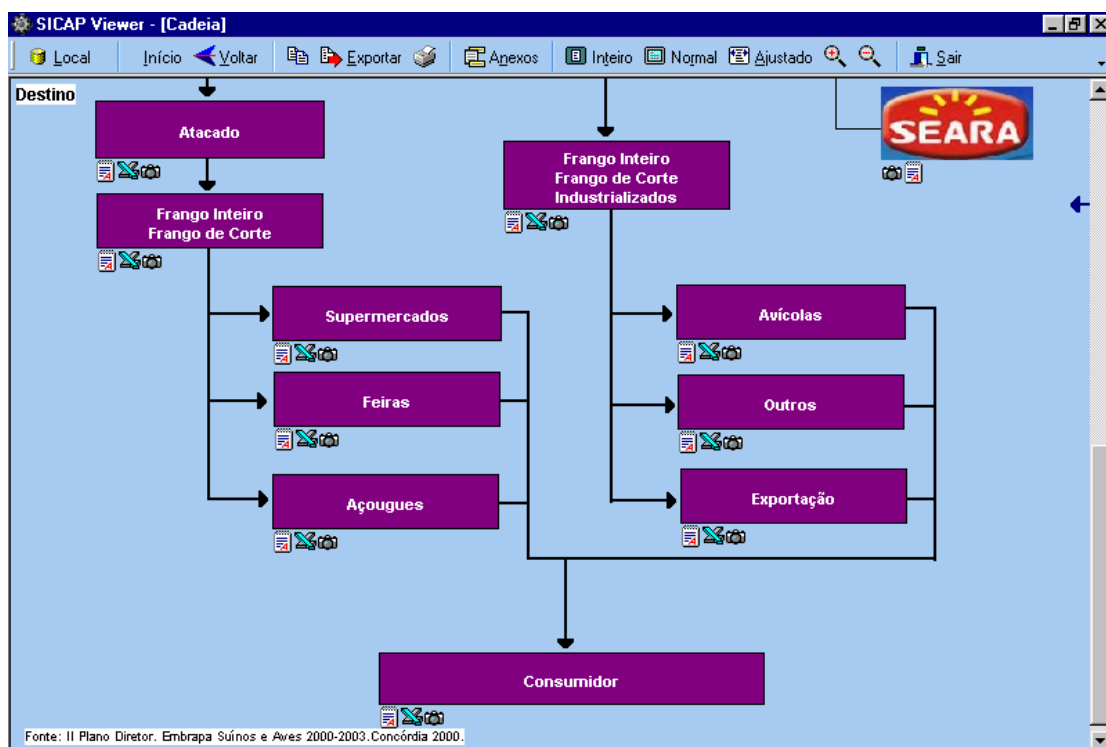 SICAP Viewer - [Cadeia]
Local Início Voltar Exportar Anexos Inteiro Normal Ajustado Sair
Destino
Atacado
SEARA
Frango Inteiro
Frango de Corte
Industrializados
Frango Inteiro
Frango de Corte
Supermercados
Avícolas
Feiras
Outros
Açougues
Exportação
Consumidor
Fonte: II Plano Diretor. Embrapa Suínos e Aves 2000-2003.Concórdia 2000.